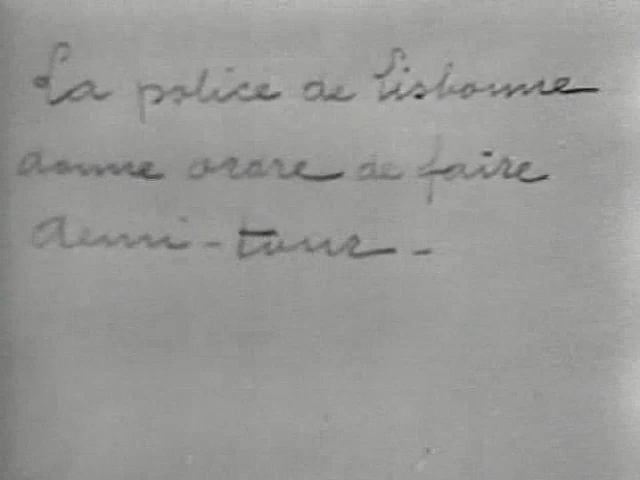 La police de Lisbonne
donne ordre de faire
demi-tour-